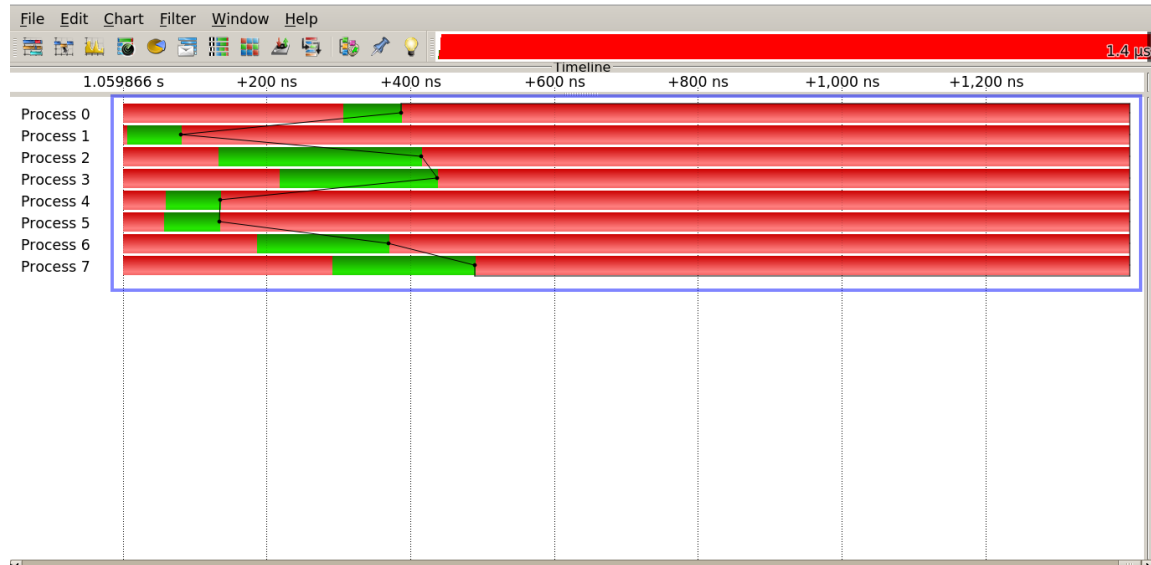 File Edit Chart Filter Window Help
1.4 µs
Timeline
1.059866 s +200 ns +400 ns +600 ns +800 ns +1,000 ns +1,200 ns
Process 0
Process 1
Process 2
Process 3
Process 4
Process 5
Process 6
Process 7